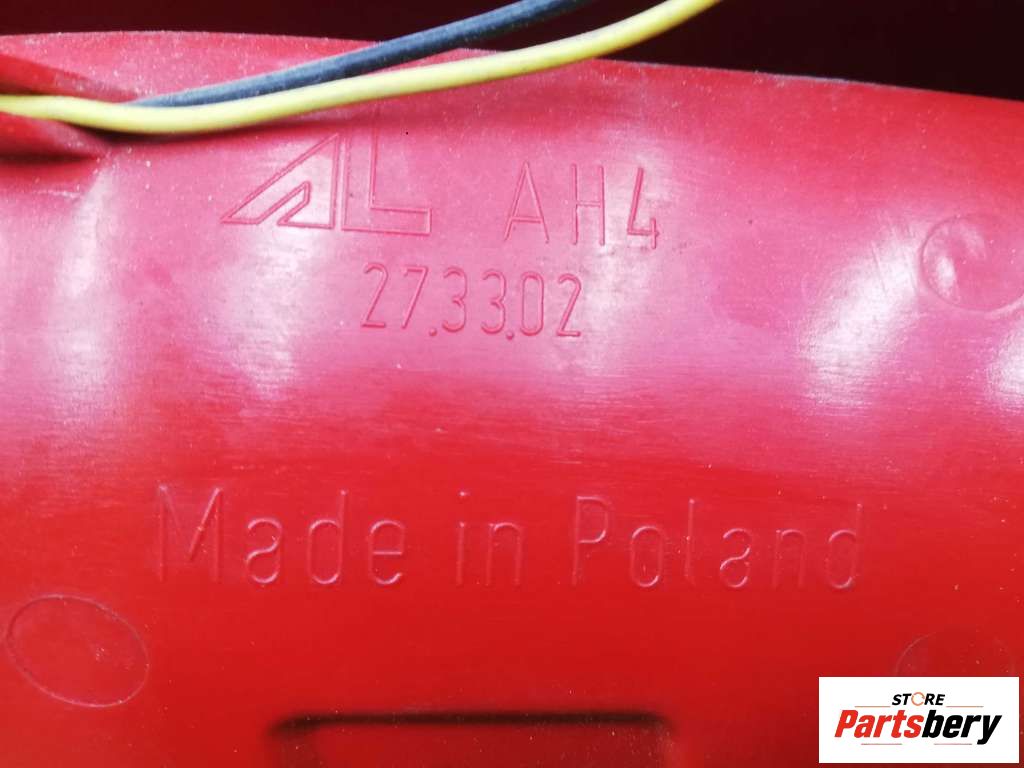 AL AH4
27.33.02
Made in Poland
STORE
Partsbery